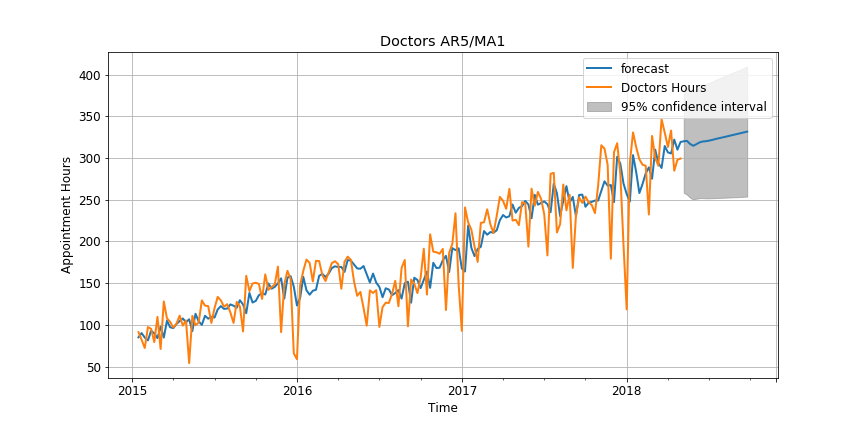 Doctors AR5/MA1
forecast
Doctors Hours
95% confidence interval
400
350
300
250
200
150
100
50
Appointment Hours
2015
2016
2017
2018
Time